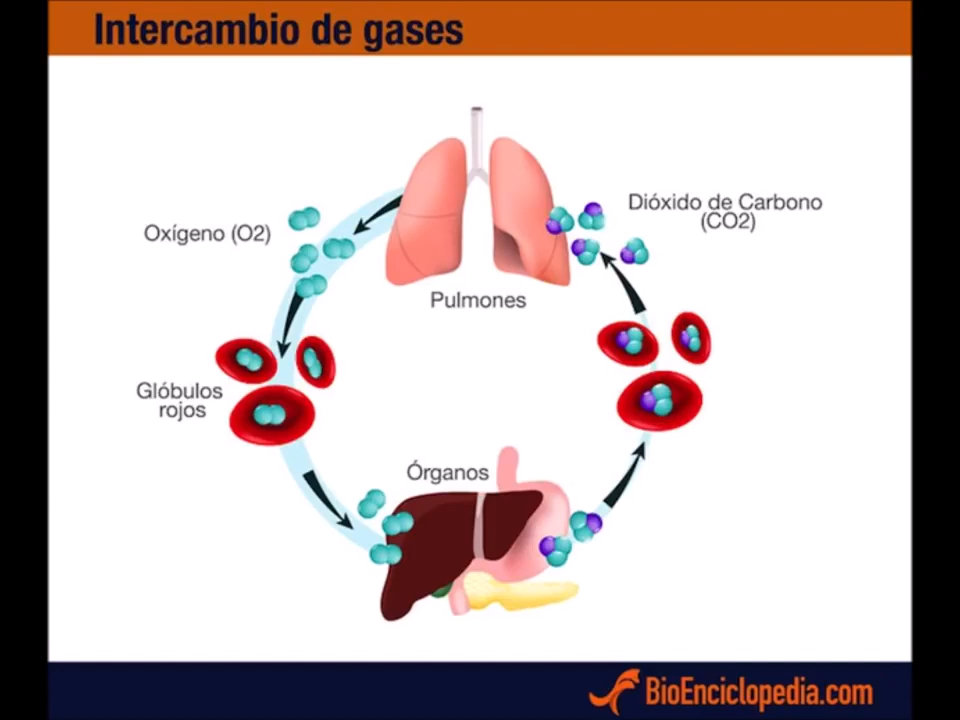 Intercambio de gases
Dióxido de Carbono
(CO2)
Oxígeno (O2)
Pulmones
Glóbulos
rojos
Órganos
BioEnciclopedia.com